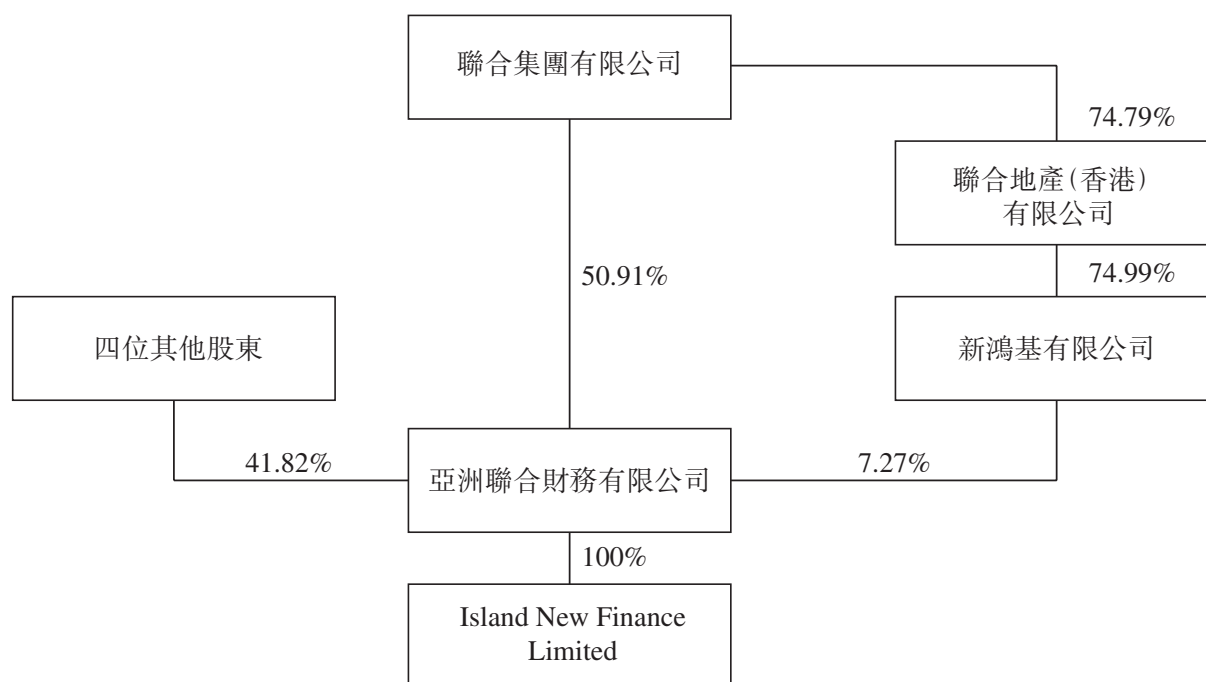 聯合集團有限公司
74.79%
聯合地產(香港)
有限公司
50.91%
74.99%
四位其他股東
新鴻基有限公司
41.82%
亞洲聯合財務有限公司
7.27%
100%
Island New Finance
Limited